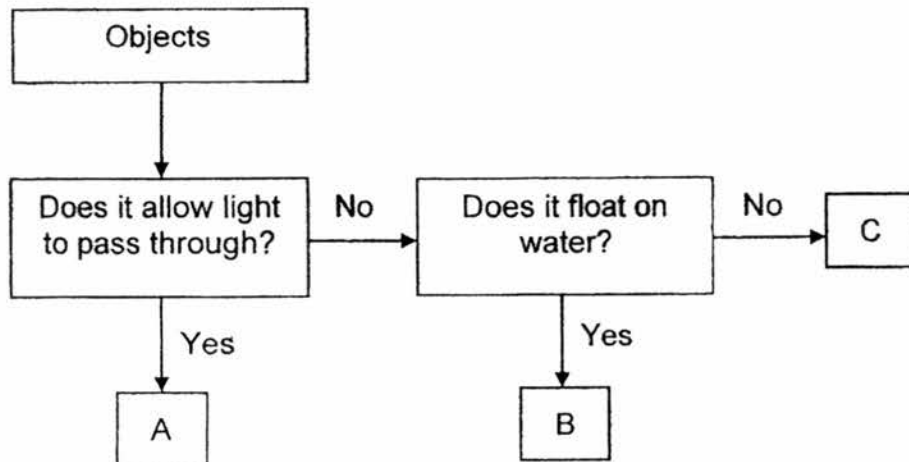 Objects
Does it allow light
to pass through?
No
Does it float on
water?
No
C
Yes
Yes
A
B